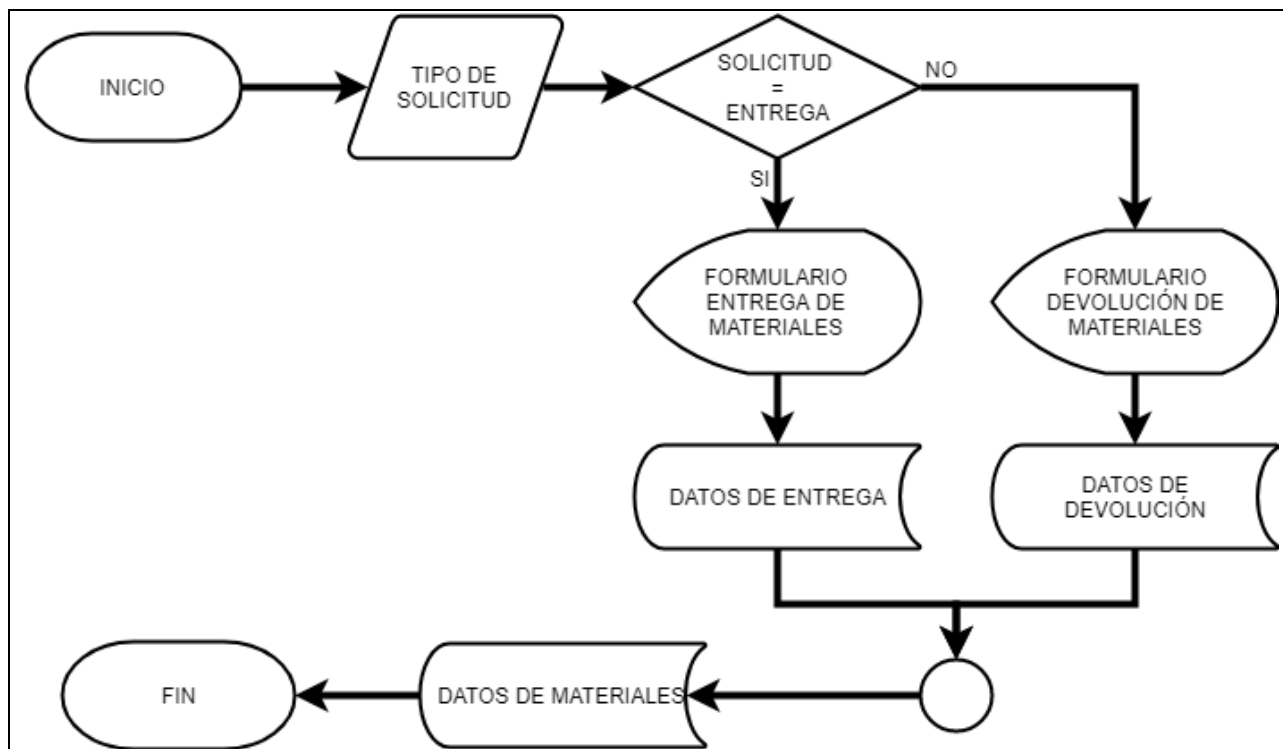 INICIO
TIPO DE
SOLICITUD
SOLICITUD
=
ENTREGA
NO
SI
FORMULARIO
ENTREGA DE
MATERIALES
FORMULARIO
DEVOLUCIÓN DE
MATERIALES
DATOS DE ENTREGA
DATOS DE
DEVOLUCIÓN
FIN
DATOS DE MATERIALES